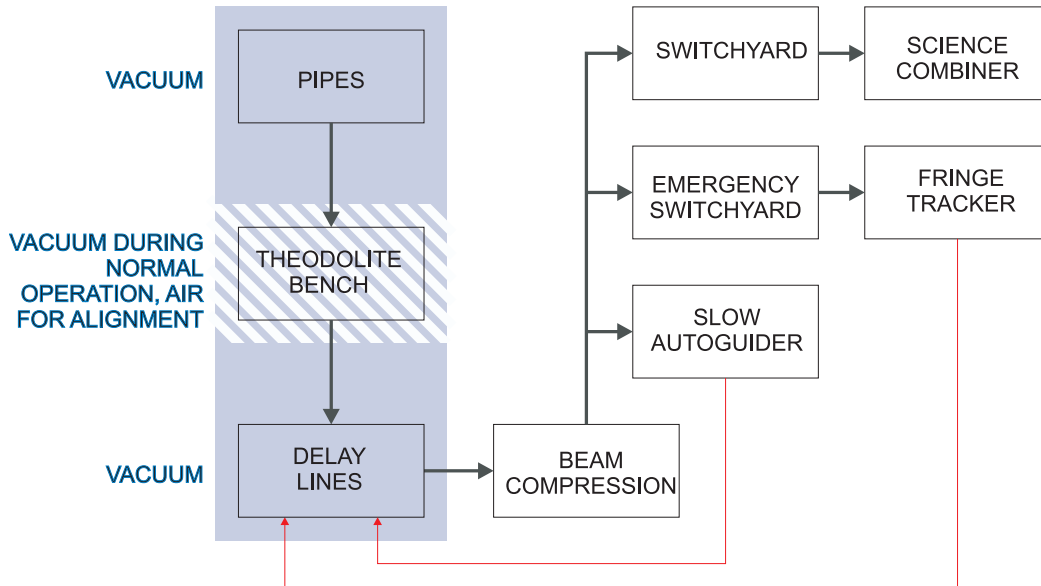 VACUUM
PIPES
VACUUM DURING
NORMAL
OPERATION, AIR
FOR ALIGNMENT
THEODOLITE
BENCH
VACUUM
DELAY
LINES
BEAM
COMPRESSION
SWITCHYARD
SCIENCE
COMBINER
EMERGENCY
SWITCHYARD
FRINGE
TRACKER
SLOW
AUTOGUIDER